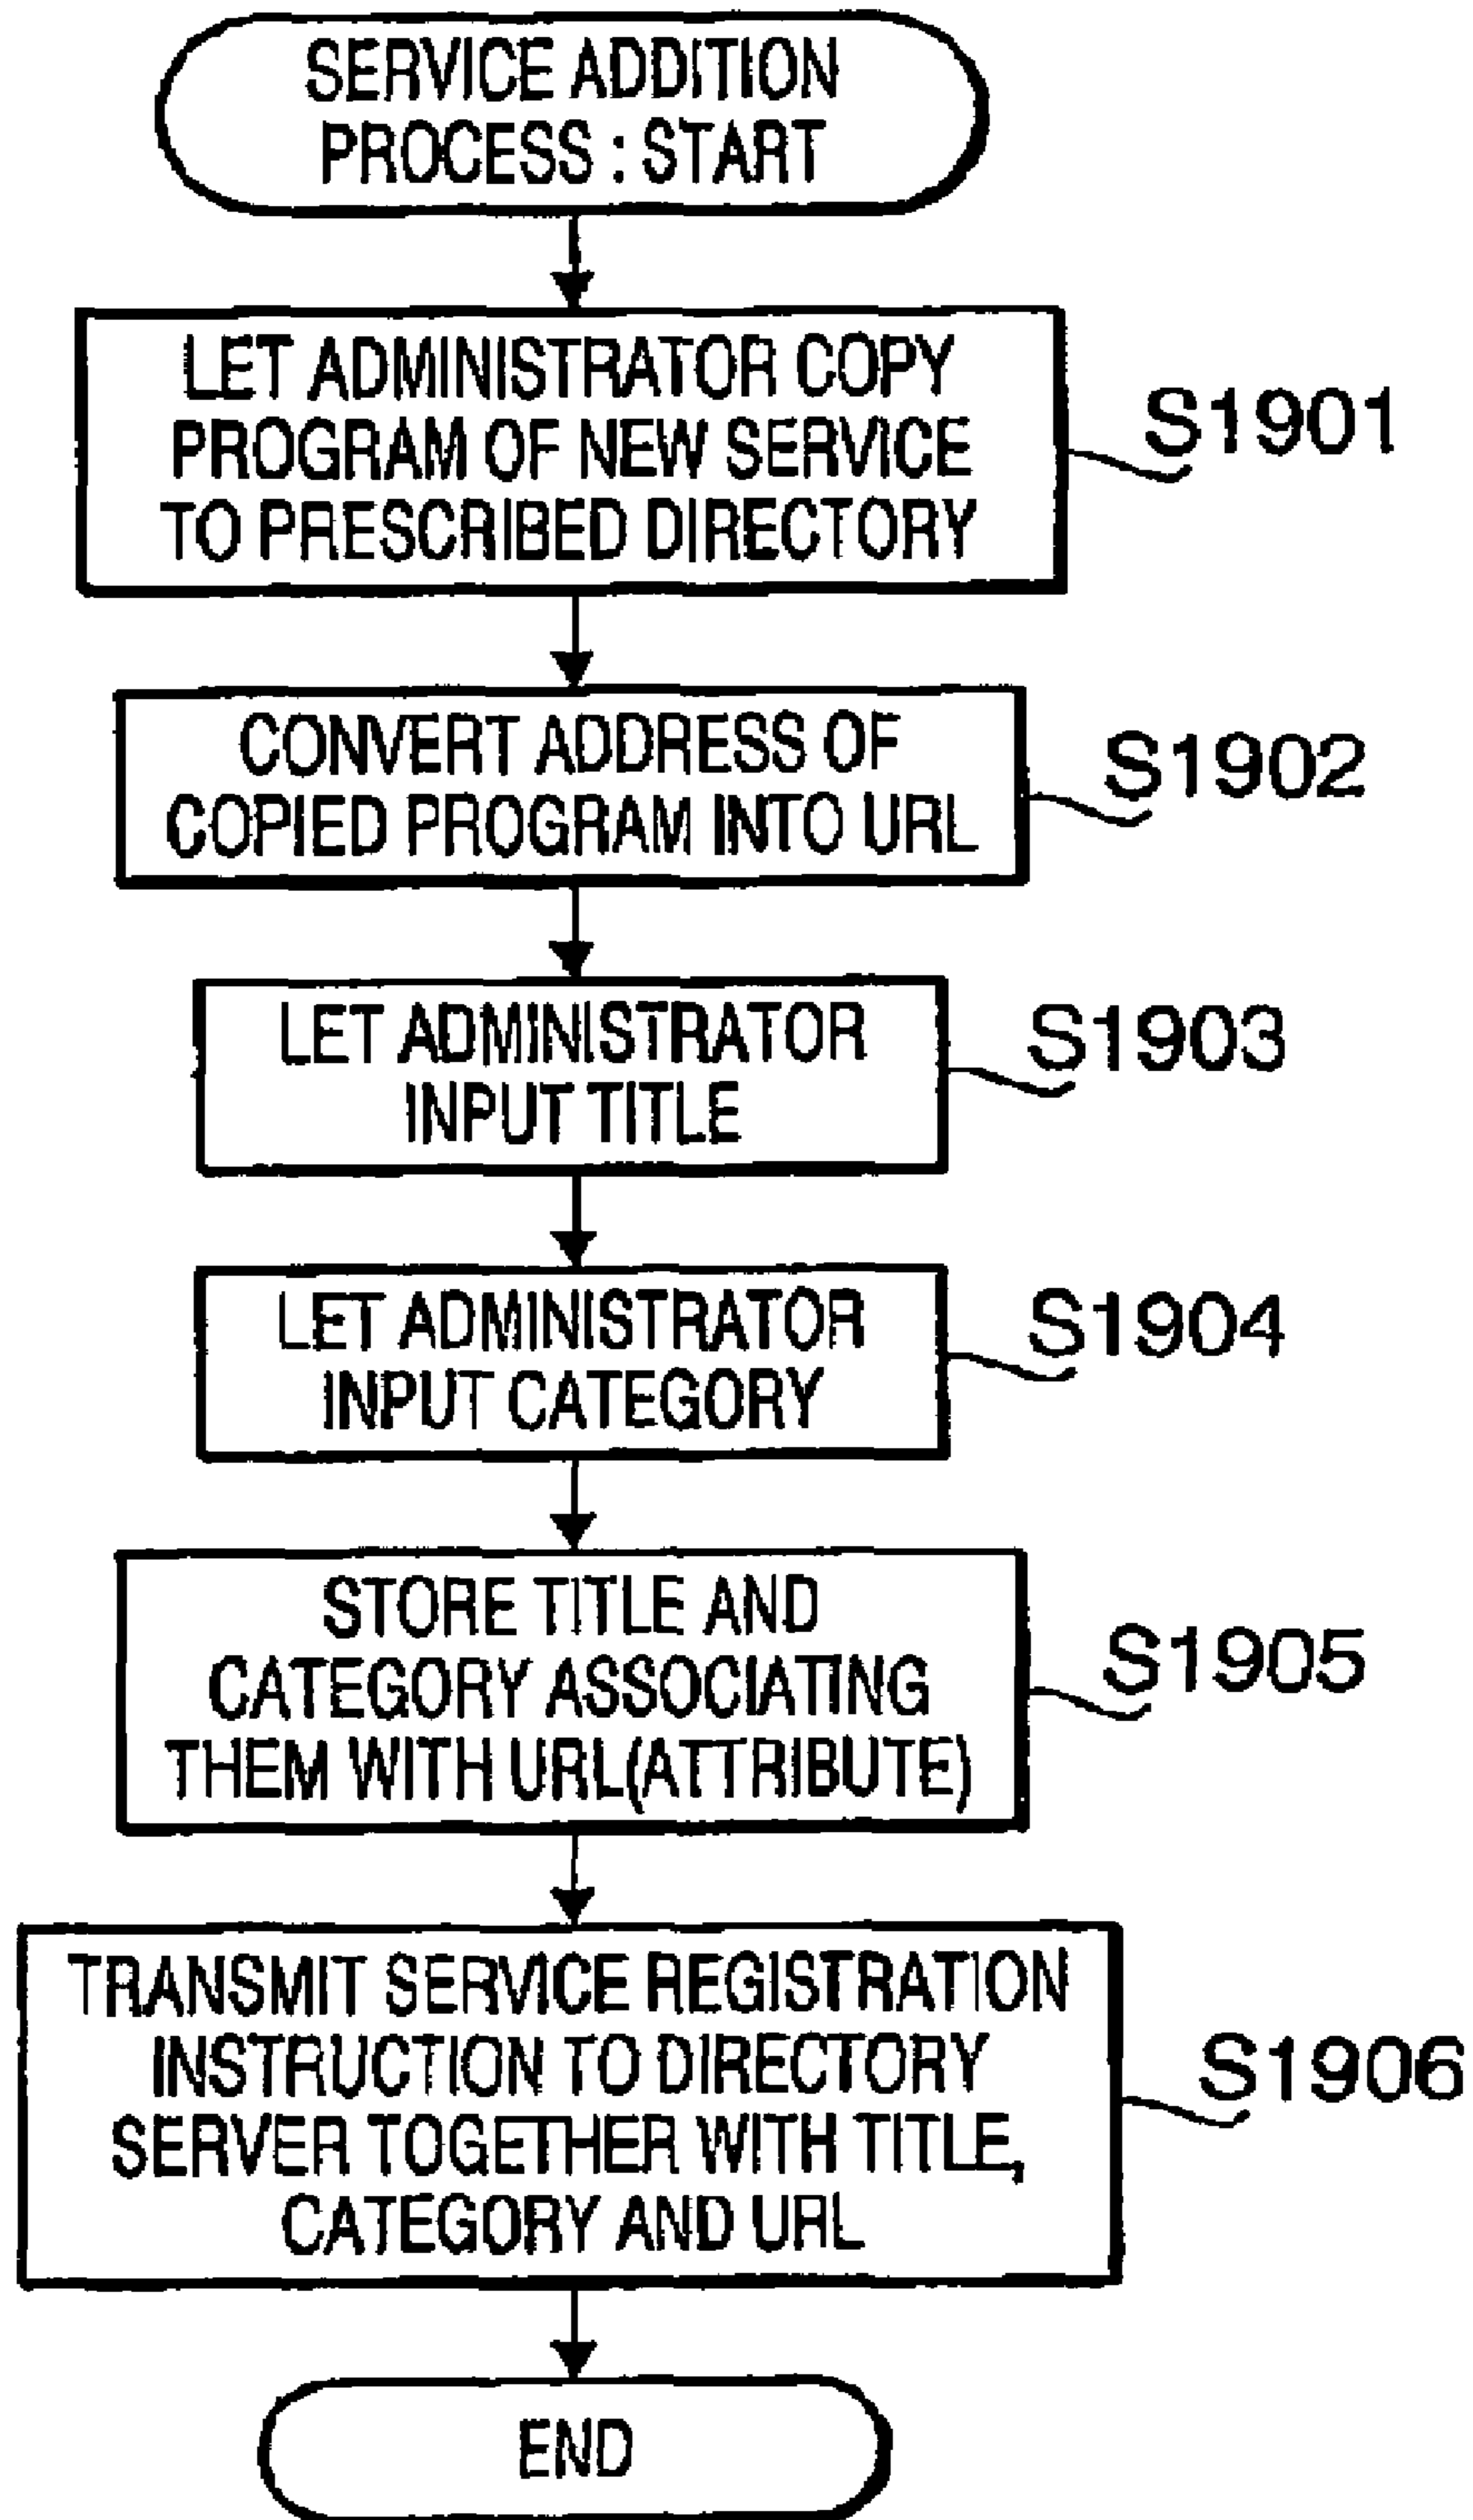 SERVICE ADDITION
PROCESS : START
LET ADMINISTRATOR COPY
PROGRAM OF NEW SERVICE
TO PRESCRIBED DIRECTORY
S1901
CONVERT ADDRESS OF
COPIED PROGRAM INTO URL
S1902
LET ADMINISTRATOR
INPUT TITLE
S1903
LET ADMINISTRATOR
INPUT CATEGORY
S1904
STORE TITLE AND
CATEGORY ASSOCIATING
THEM WITH URL(ATTRIBUTE)
S1905
TRANSMIT SERVICE REGISTRATION
INSTRUCTION TO DIRECTORY
SERVER TOGETHER WITH TITLE,
CATEGORY AND URL
S1906
END